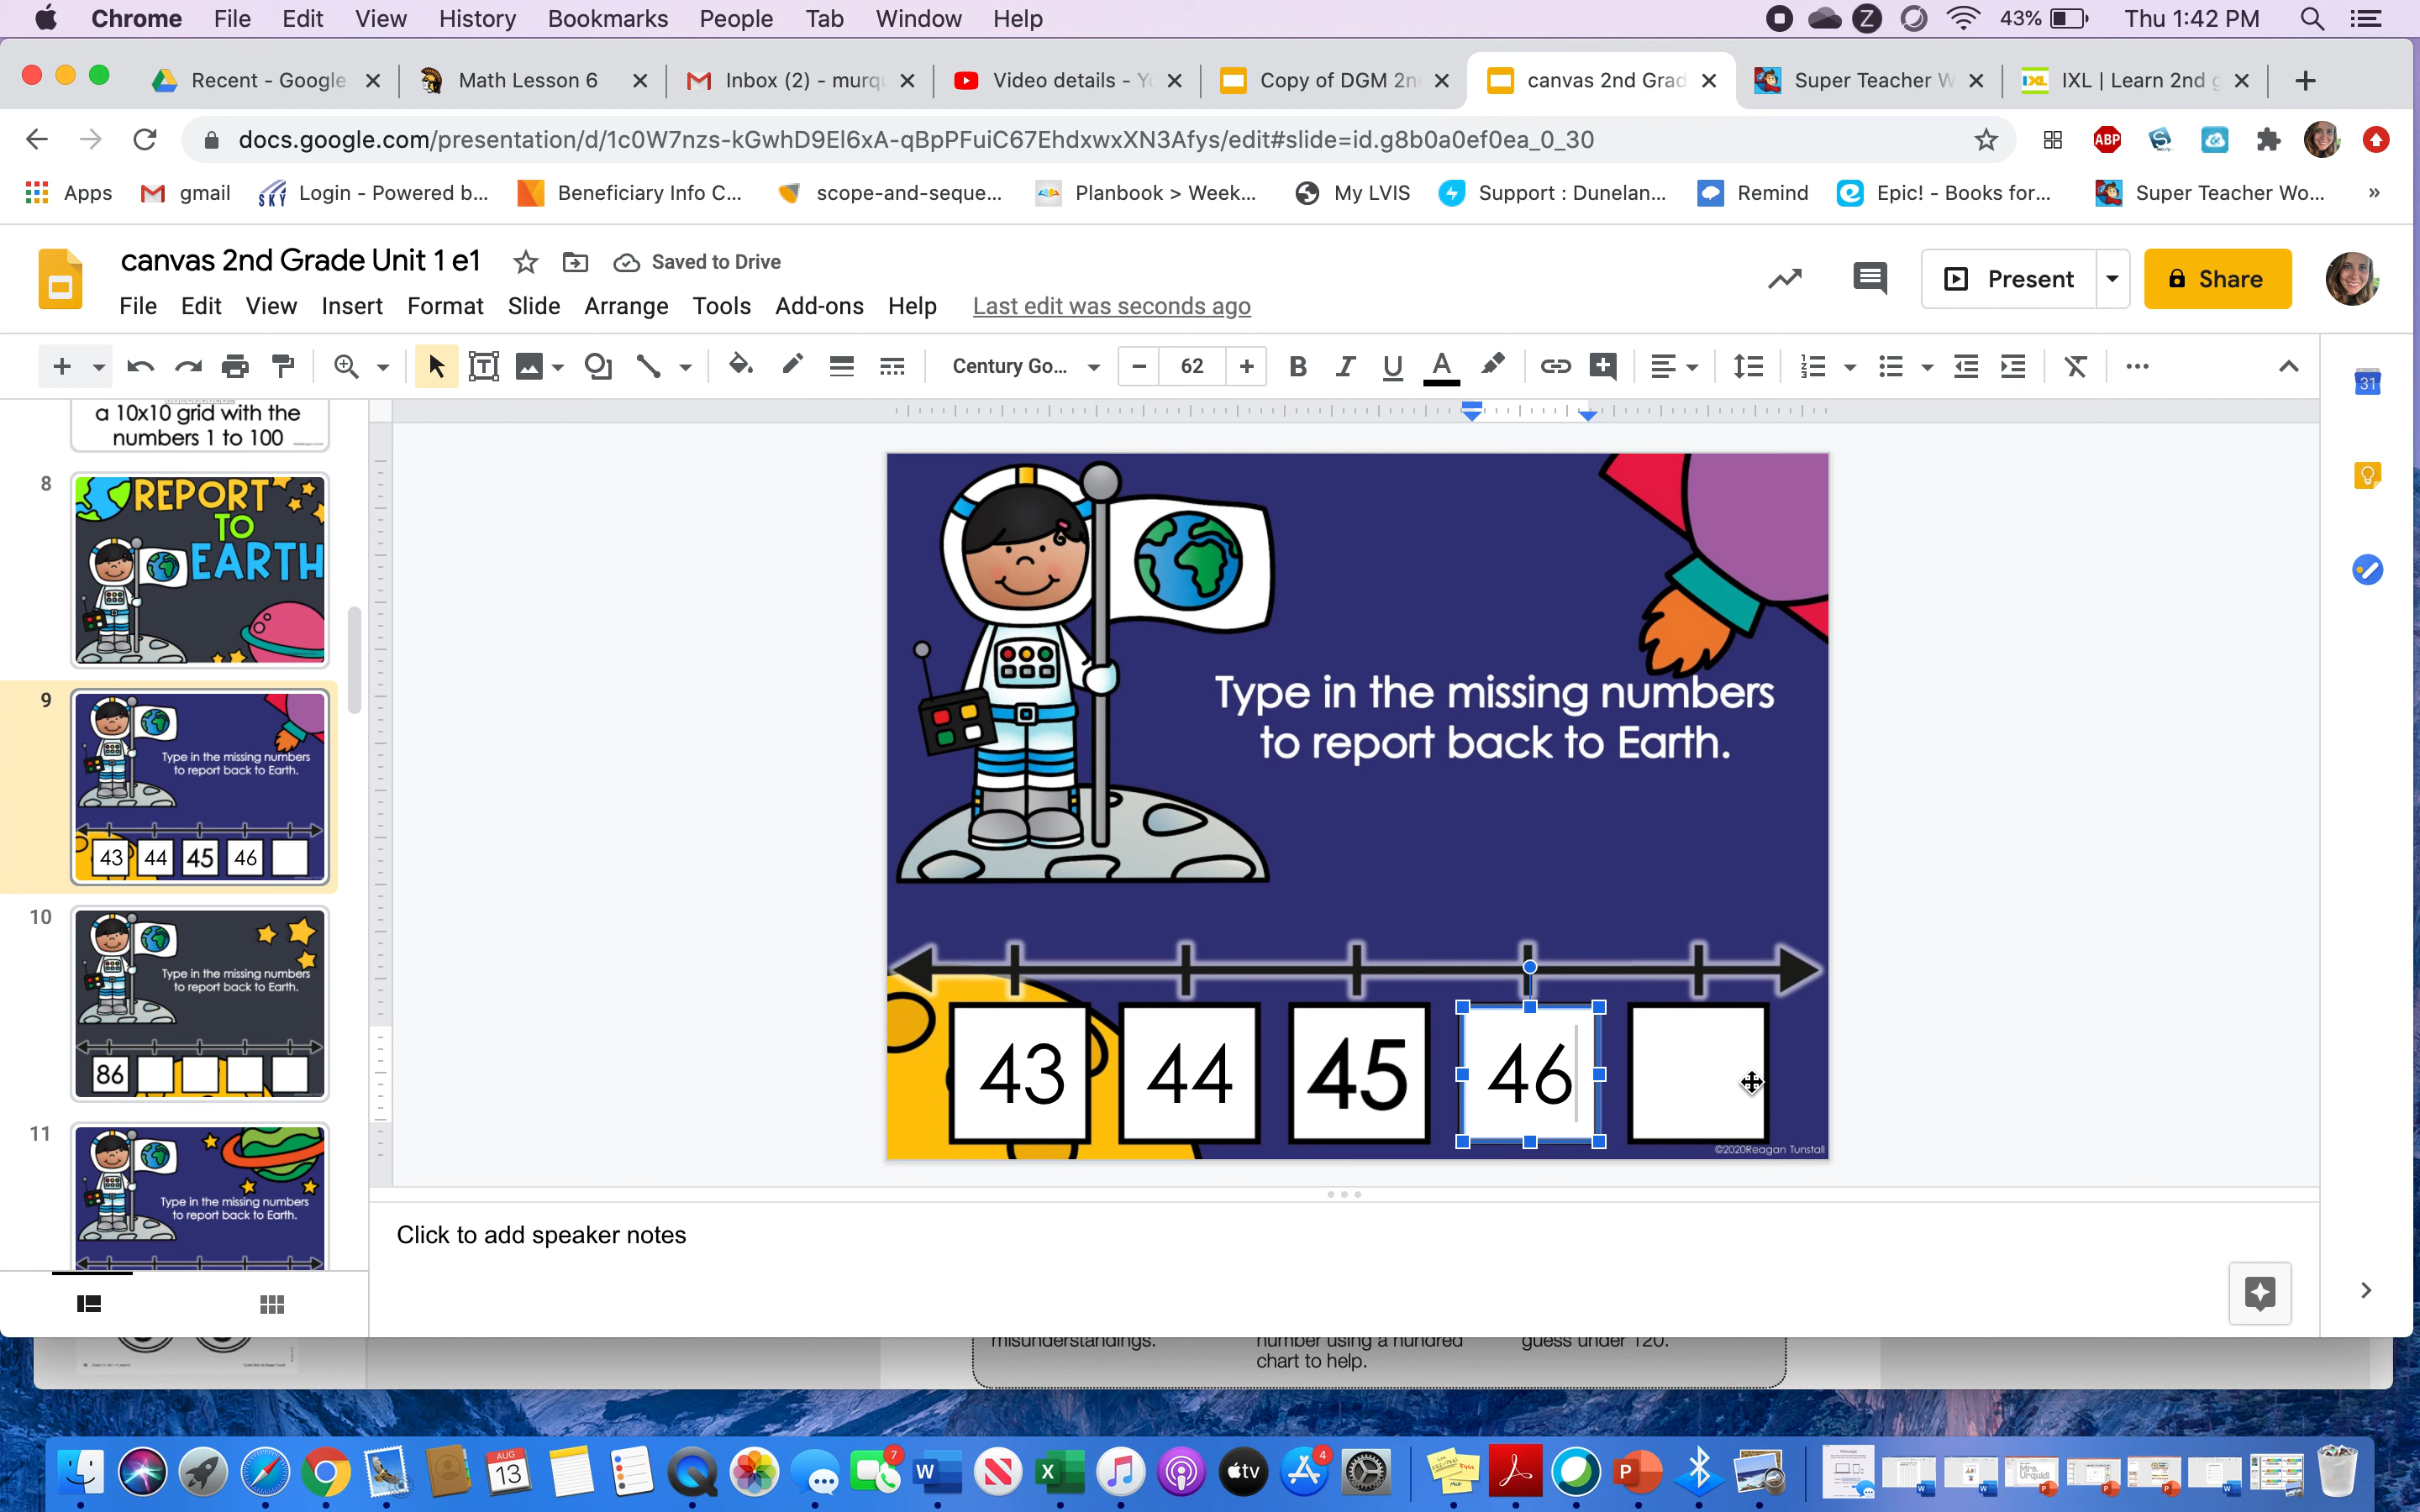 Chrome File Edit View History Bookmarks People Tab Window Help 43% Thu 1:42 PM
Recent - Google Math Lesson 6 Inbox (2) - murqu Video details - Yo Copy of DGM 2n canvas 2nd Grad Super Teacher W IXL | Learn 2nd g
docs.google.com/presentation/d/1c0W7nzs-kGwhD9El6xA-qBpPFuiC67EhdxwxXN3Afys/edit#slide=id.g8b0a0ef0ea_0_30 ABP
Apps gmail Login - Powered b... Beneficiary Info C... scope-and-seque... Planbook > Week... My LVIS Support : Dunelan... Remind Epic! - Books for... Super Teacher Wo... »
canvas 2nd Grade Unit 1 e1 Saved to Drive Present Share
File Edit View Insert Format Slide Arrange Tools Add-ons Help Last edit was seconds ago
Century Go... 62 B I U A
31
a 10x10 grid with the
numbers 1 to 100
8
REPORT
TO
EARTH
9
Type in the missing numbers
to report back to Earth.
43 44 45 46
10
Type in the missing numbers
to report back to Earth.
86
11
Type in the missing numbers
to report back to Earth.
Type in the missing numbers
to report back to Earth.
43 44 45 46
©2020Reagan Tunstall
Click to add speaker notes
misunderstandings. number using a hundred guess under 120.
chart to help.
AUG
13
7
tv
4